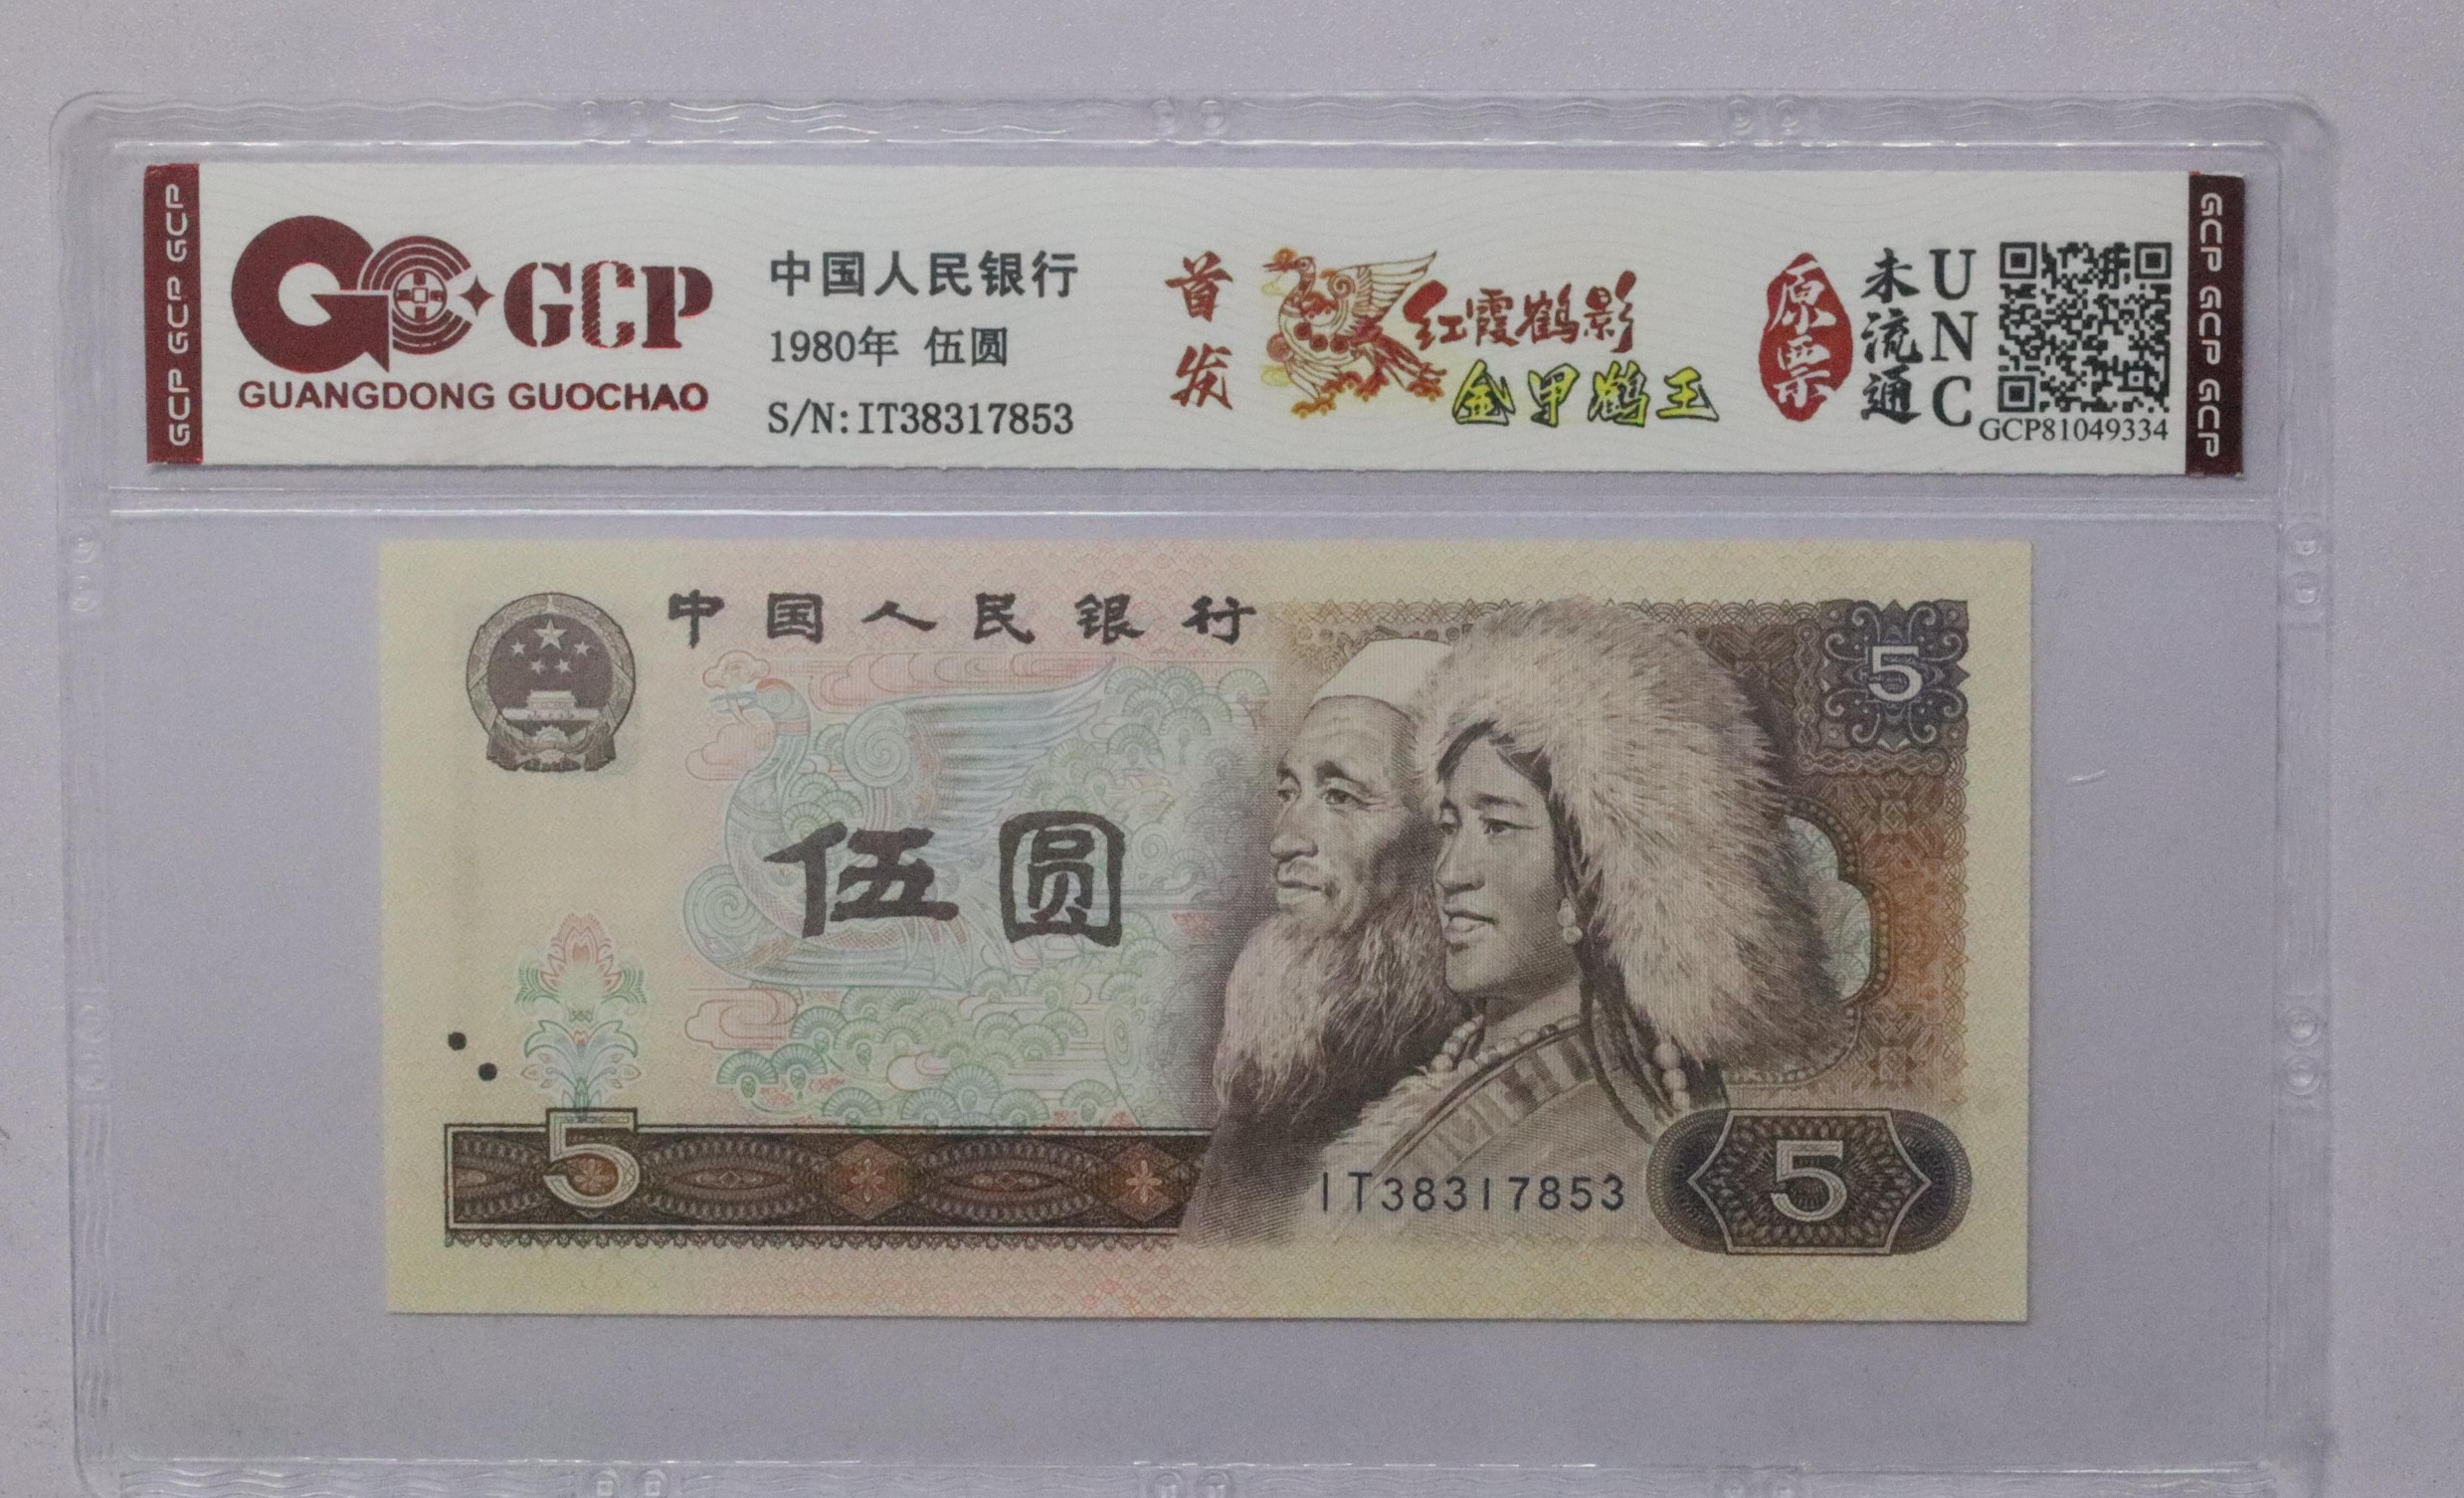 GCP GCP GCP
GCP
GUANGDONG GUOCHAO
中国人民银行
1980年 伍圆
S/N:IT38317853
首发
红霞鹤影
金甲鹤王
原票
未流通
UNC
GCP81049334
GCP GCP GCP
中国人民银行
5
伍圆
5
IT38317853
5